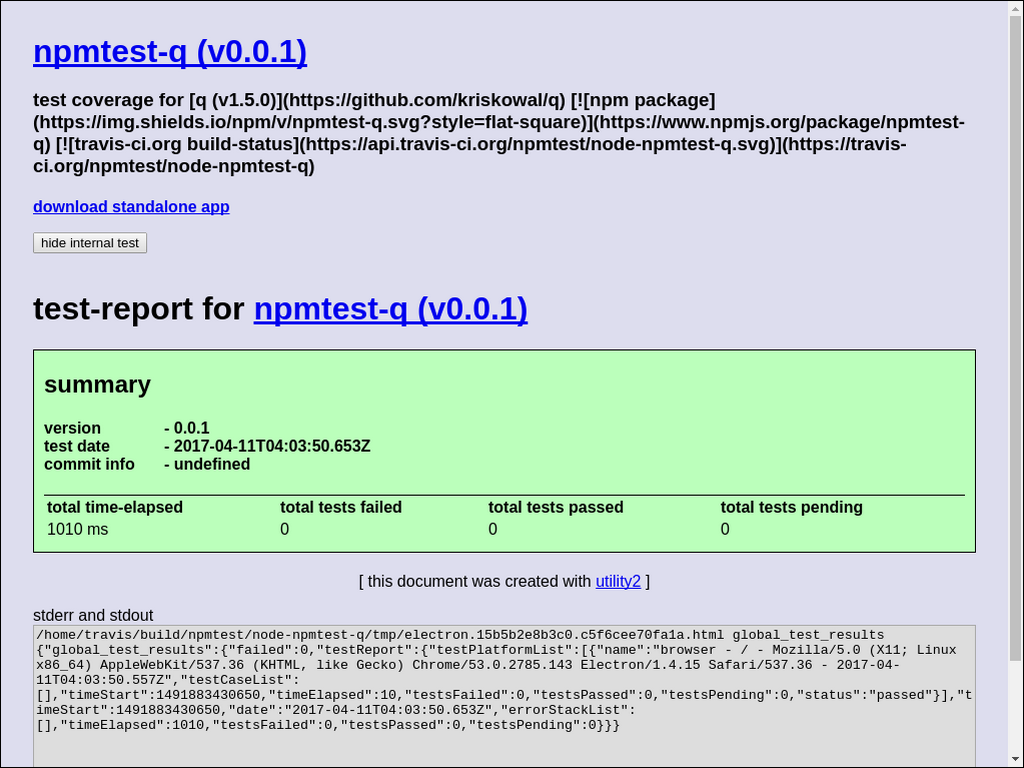 npmtest-q (v0.0.1)
test coverage for [q (v1.5.0)](https://github.com/kriskowal/q) [![npm package]
(https://img.shields.io/npm/v/npmtest-q.svg?style=flat-square)](https://www.npmjs.org/package/npmtest-
q) [![travis-ci.org build-status](https://api.travis-ci.org/npmtest/node-npmtest-q.svg)](https://travis-
ci.org/npmtest/node-npmtest-q)
download standalone app
hide internal test
test-report for npmtest-q (v0.0.1)
summary
version - 0.0.1
test date - 2017-04-11T04:03:50.653Z
commit info - undefined
total time-elapsed total tests failed total tests passed total tests pending
1010 ms 0 0 0
[ this document was created with utility2 ]
stderr and stdout
/home/travis/build/npmtest/node-npmtest-q/tmp/electron.15b5b2e8b3c0.c5f6cee70fa1a.html global_test_results
{"global_test_results":{"failed":0,"testReport":{"testPlatformList":[{"name":"browser - / - Mozilla/5.0 (X11; Linux
x86_64) AppleWebKit/537.36 (KHTML, like Gecko) Chrome/53.0.2785.143 Electron/1.4.15 Safari/537.36 - 2017-04-
11T04:03:50.557Z","testCaseList":
[],"timeStart":1491883430650,"timeElapsed":10,"testsFailed":0,"testsPassed":0,"testsPending":0,"status":"passed"}],"t
imeStart":1491883430650,"date":"2017-04-11T04:03:50.653Z","errorStackList":
[],"timeElapsed":1010,"testsFailed":0,"testsPassed":0,"testsPending":0}}}